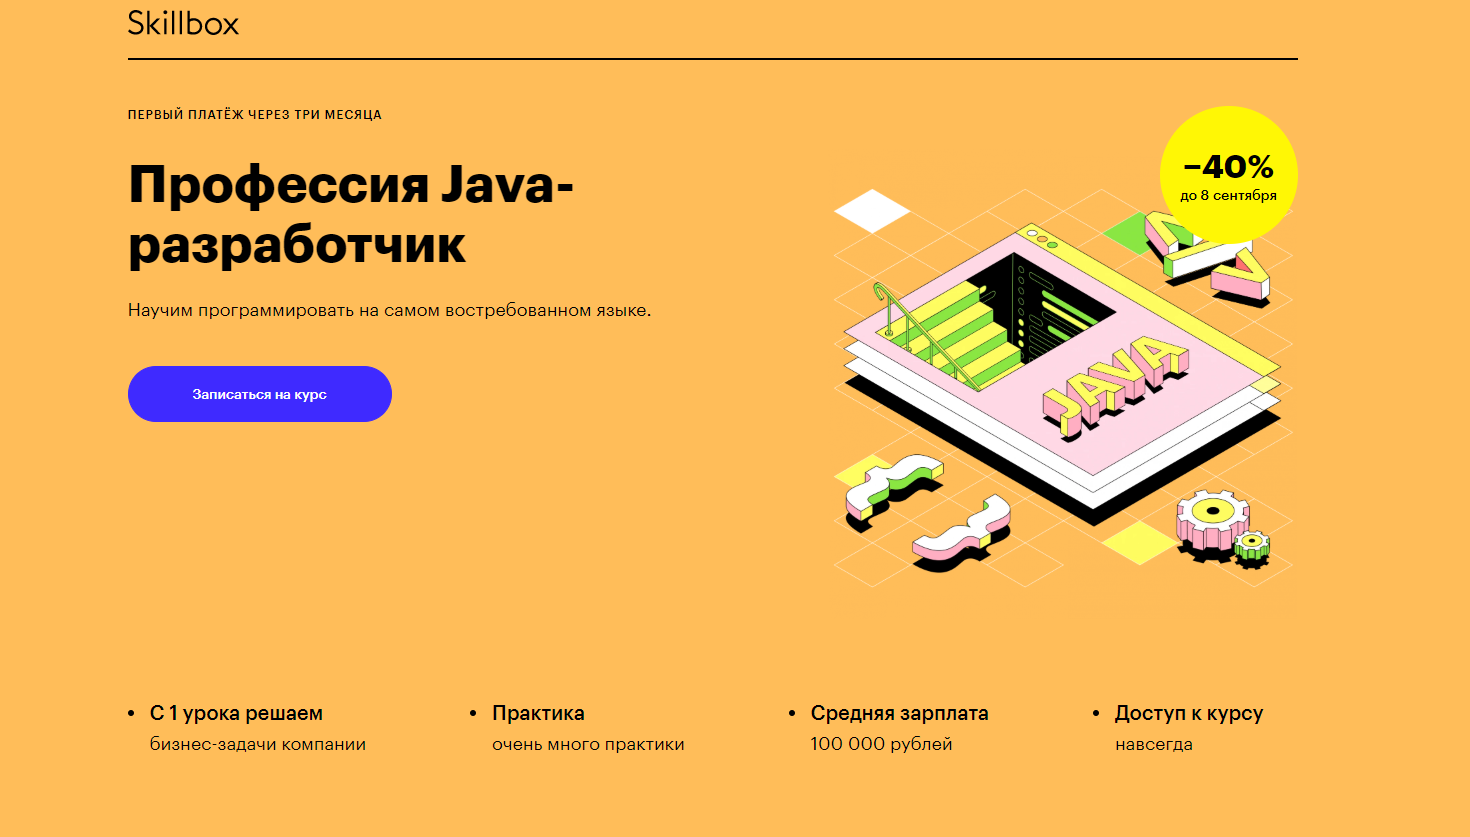 Skillbox
ПЕРВЫЙ ПЛАТЁЖ ЧЕРЕЗ ТРИ МЕСЯЦА
Профессия Java-
разработчик
Научим программировать на самом востребованном языке.
Записаться на курс
−40%
до 8 сентября
JAVA
С 1 урока решаем
бизнес-задачи компании
Практика
очень много практики
Средняя зарплата
100 000 рублей
Доступ к курсу
навсегда